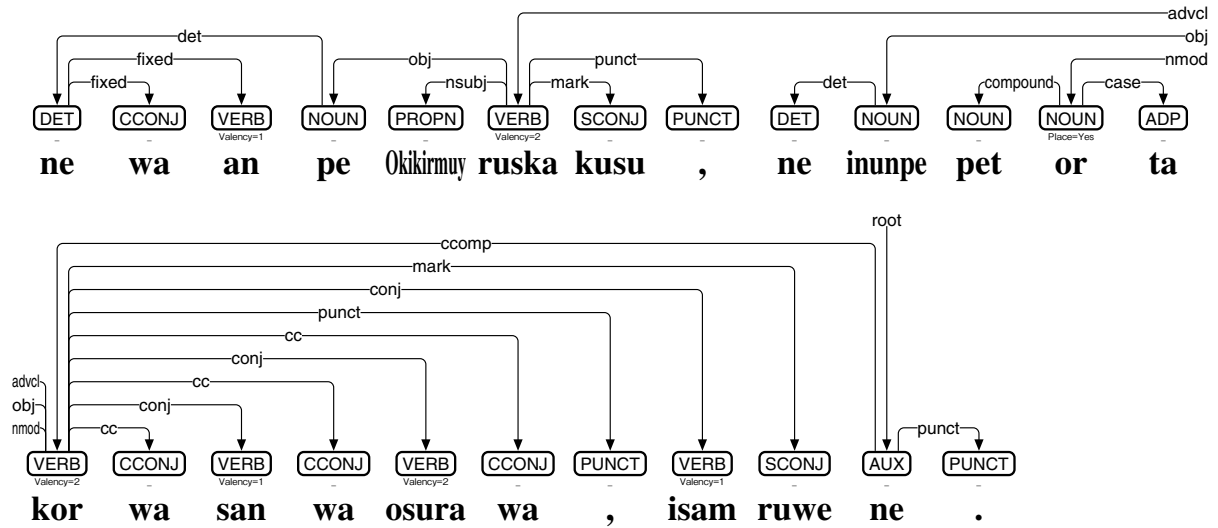 advcl
obj
det nmod
fixed obj punct
fixed nsubj mark det compound case
DET CCONJ VERB NOUN PROPN VERB SCONJ PUNCT DET NOUN NOUN NOUN ADP
_ _ Valency=1 _ _ Valency=2 _ _ _ _ _ Place=Yes _
ne wa an pe Okikirmuy ruska kusu , ne inunpe pet or ta
root
ccomp
mark
conj
punct
cc
conj
advcl cc
obj conj
nmod cc punct
VERB CCONJ VERB CCONJ VERB CCONJ PUNCT VERB SCONJ AUX PUNCT
Valency=2 _ Valency=1 _ Valency=2 _ _ Valency=1 _ _ _
kor wa san wa osura wa , isam ruwe ne .